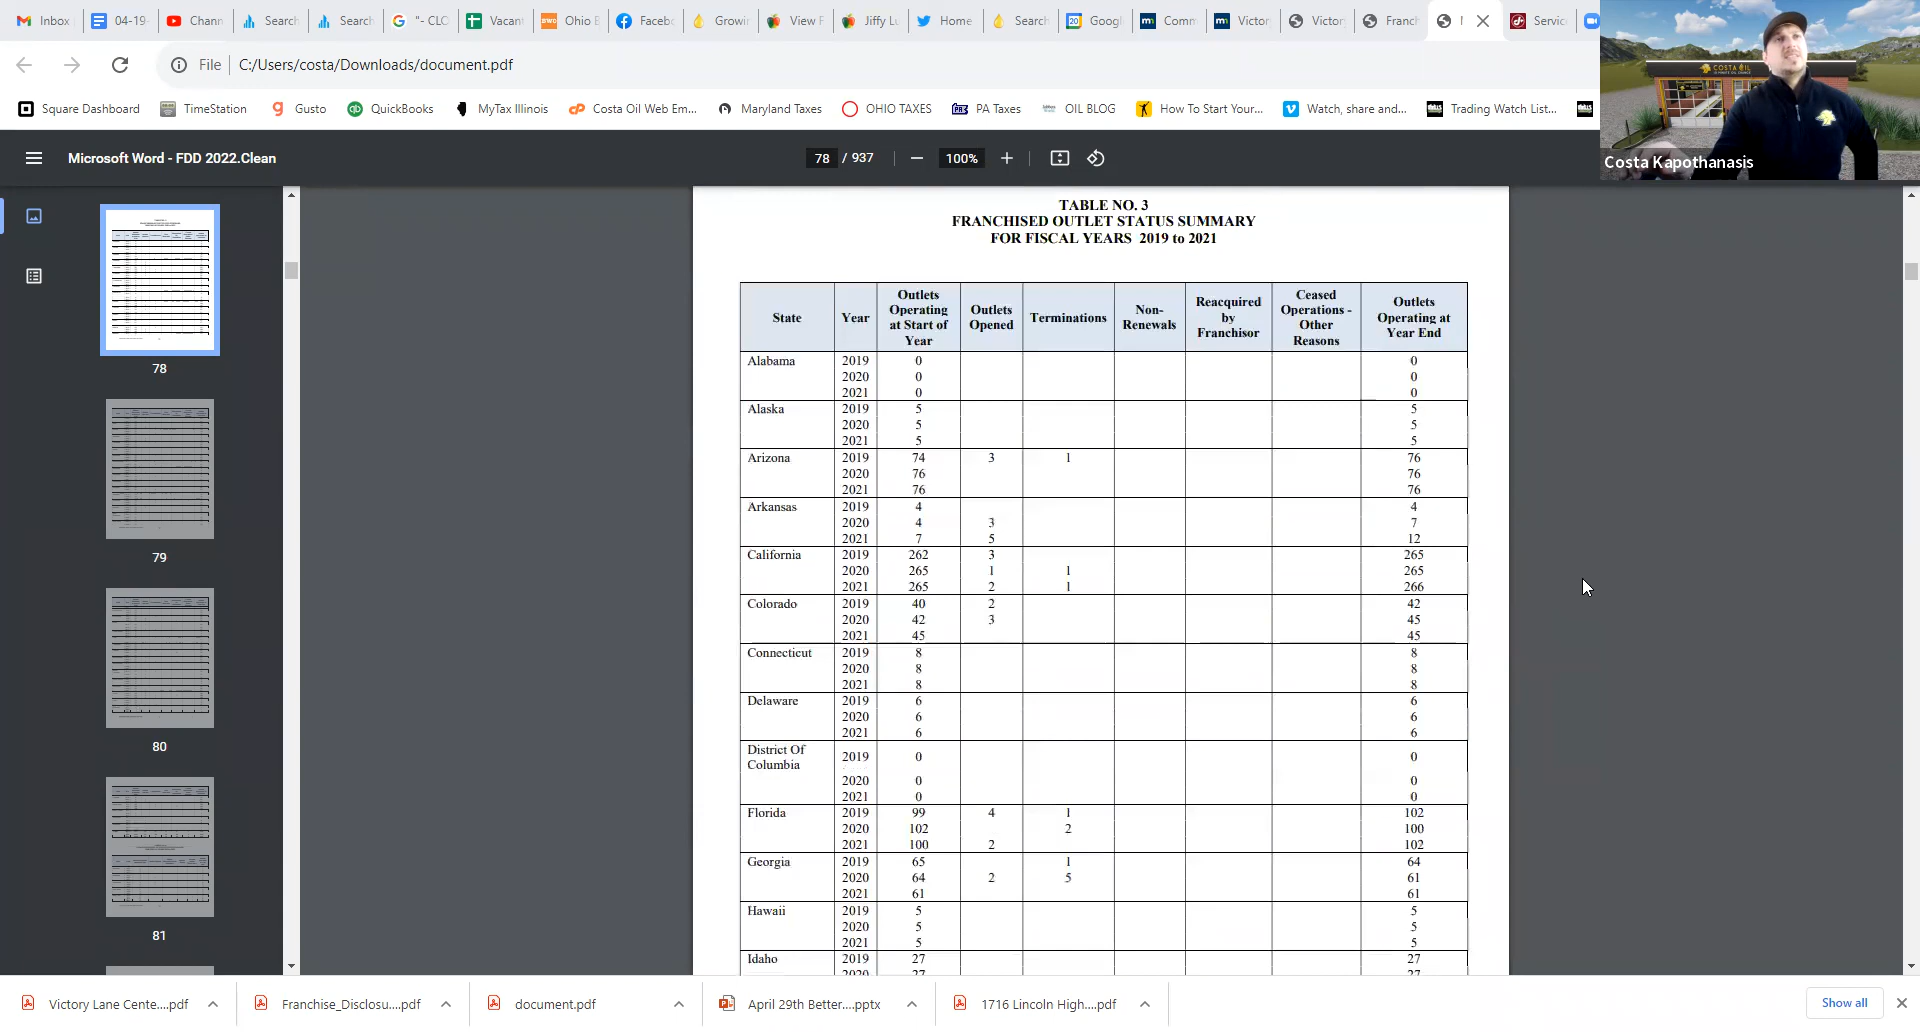 Inbox 04-19- Chann Search Search "- CLO Vacant Ohio E Facebo Growin View F Jiffy Lu Home Search Googl Comm Victor Victor Franch Servic
File C:/Users/costa/Downloads/document.pdf
Square Dashboard TimeStation Gusto QuickBooks MyTax Illinois Costa Oil Web Em... Maryland Taxes OHIO TAXES PA Taxes OIL BLOG How To Start Your... Watch, share and... Trading Watch List...
COSTA OIL
Costa Kapothanasis
Microsoft Word - FDD 2022.Clean 78 / 937 100%
78
79
80
81
TABLE NO. 3
FRANCHISED OUTLET STATUS SUMMARY
FOR FISCAL YEARS 2019 to 2021
State Year Outlets Operating at Start of Year Outlets Opened Terminations Non-Renewals Reacquired by Franchisor Ceased Operations - Other Reasons Outlets Operating at Year End
Alabama 2019 0 0
2020 0 0
2021 0 0
Alaska 2019 5 5
2020 5 5
2021 5 5
Arizona 2019 74 3 1 76
2020 76 76
2021 76 76
Arkansas 2019 4 4
2020 4 3 7
2021 7 5 12
California 2019 262 3 265
2020 265 1 1 265
2021 265 2 1 266
Colorado 2019 40 2 42
2020 42 3 45
2021 45 45
Connecticut 2019 8 8
2020 8 8
2021 8 8
Delaware 2019 6 6
2020 6 6
2021 6 6
District Of Columbia 2019 0 0
2020 0 0
2021 0 0
Florida 2019 99 4 1 102
2020 102 2 100
2021 100 2 102
Georgia 2019 65 1 64
2020 64 2 5 61
2021 61 61
Hawaii 2019 5 5
2020 5 5
2021 5 5
Idaho 2019 27 27
2020 27 27
Victory Lane Cente....pdf Franchise_Disclosu....pdf document.pdf April 29th Better....pptx 1716 Lincoln High....pdf Show all